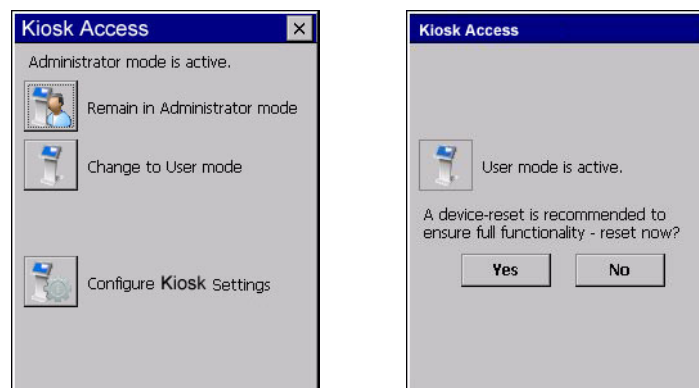 Kiosk Access
Administrator mode is active.
Remain in Administrator mode
Change to User mode
Configure Kiosk Settings
Kiosk Access
User mode is active.
A device-reset is recommended to
ensure full functionality - reset now?
Yes
No